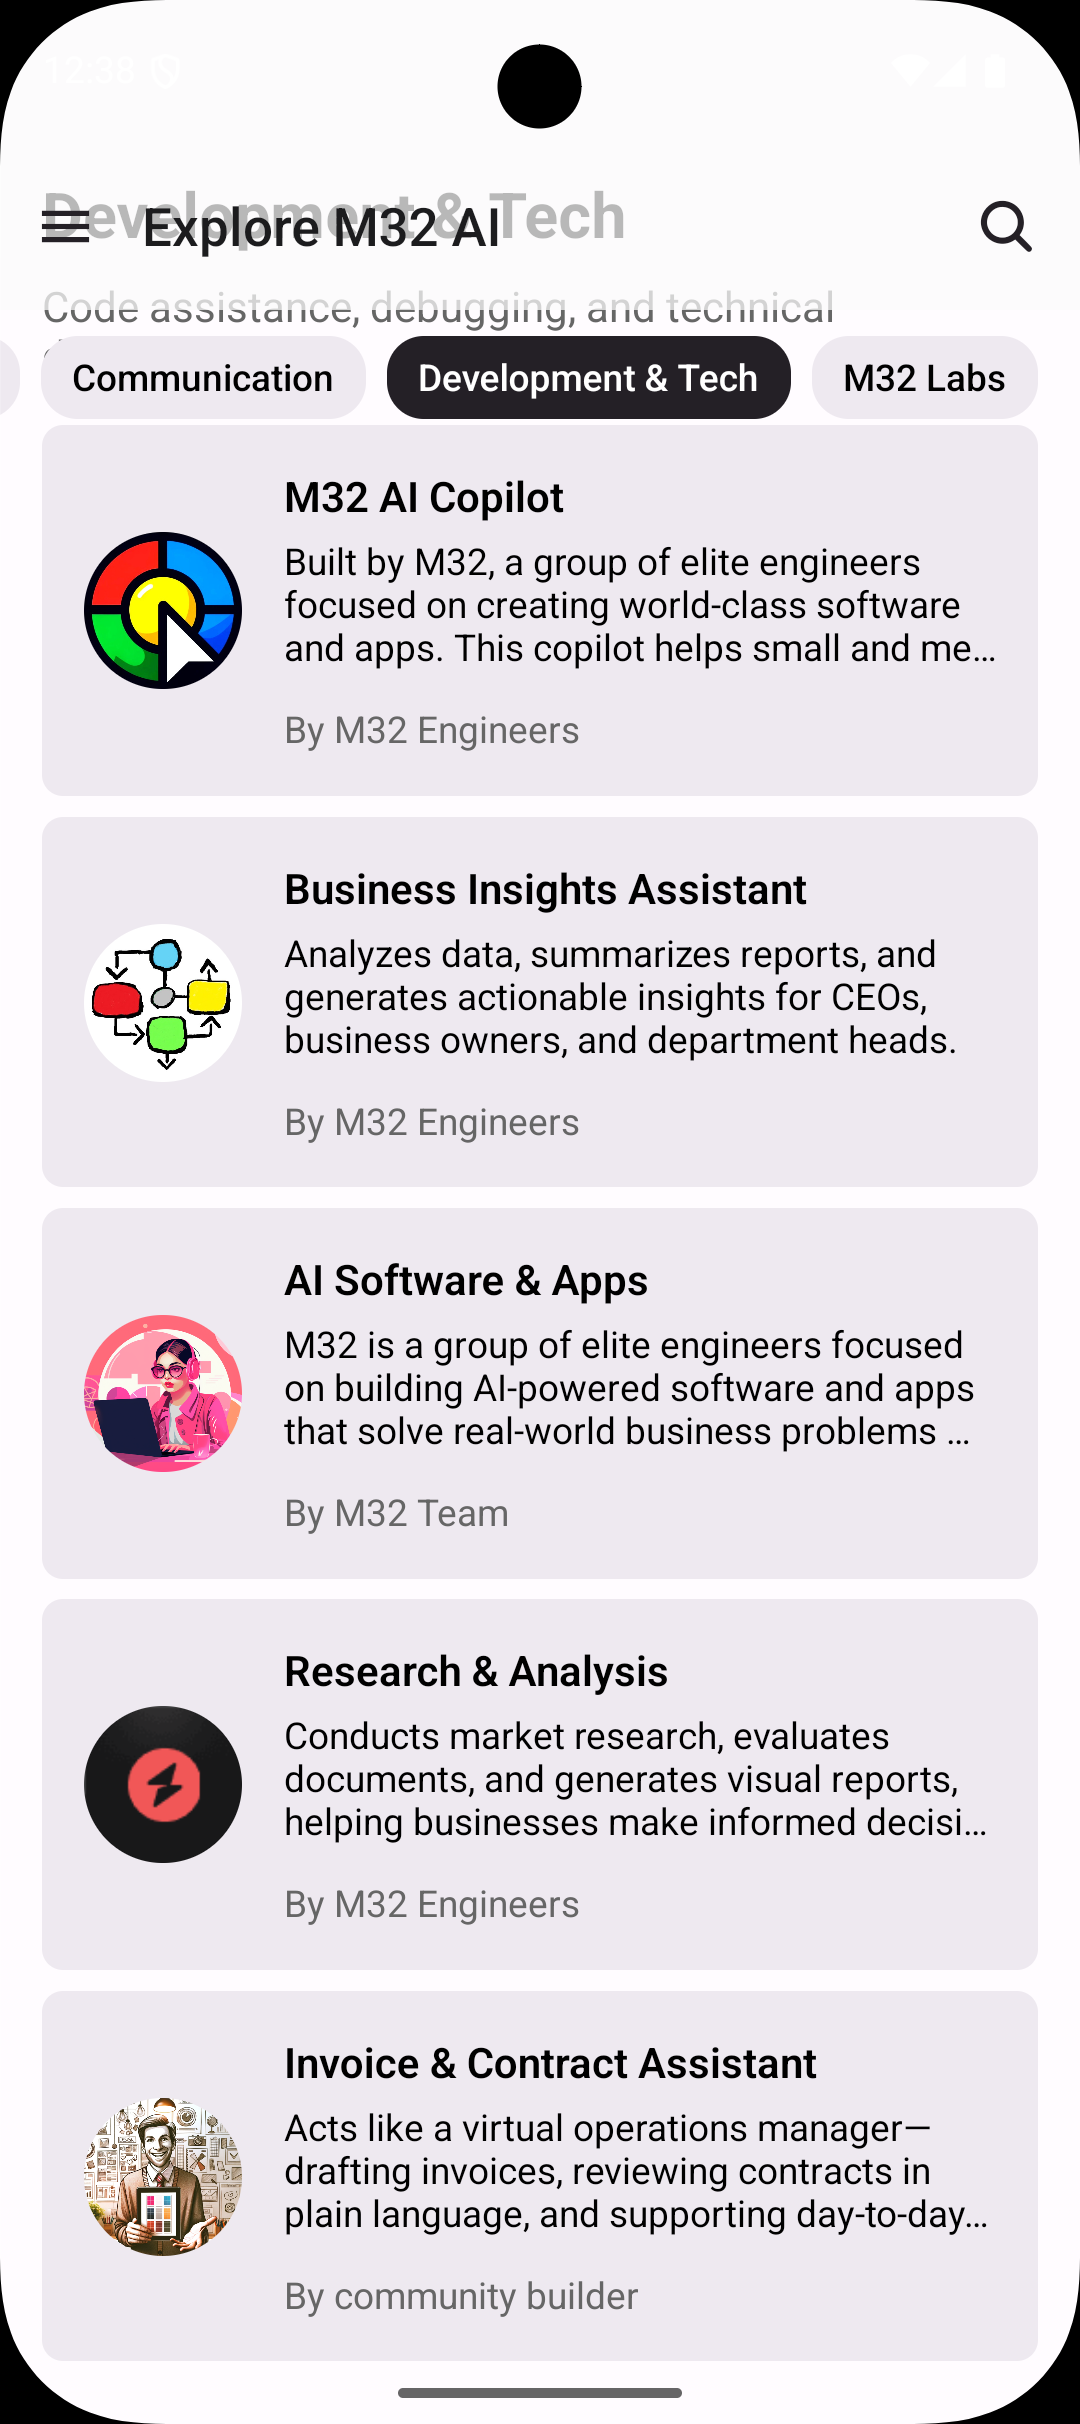 12:38
Development & Tech
Explore M32 AI
Code assistance, debugging, and technical
Communication
Development & Tech
M32 Labs
M32 AI Copilot
Built by M32, a group of elite engineers
focused on creating world-class software
and apps. This copilot helps small and me…
By M32 Engineers
Business Insights Assistant
Analyzes data, summarizes reports, and
generates actionable insights for CEOs,
business owners, and department heads.
By M32 Engineers
AI Software & Apps
M32 is a group of elite engineers focused
on building AI-powered software and apps
that solve real-world business problems …
By M32 Team
Research & Analysis
Conducts market research, evaluates
documents, and generates visual reports,
helping businesses make informed decisi…
By M32 Engineers
Invoice & Contract Assistant
Acts like a virtual operations manager—
drafting invoices, reviewing contracts in
plain language, and supporting day-to-day…
By community builder